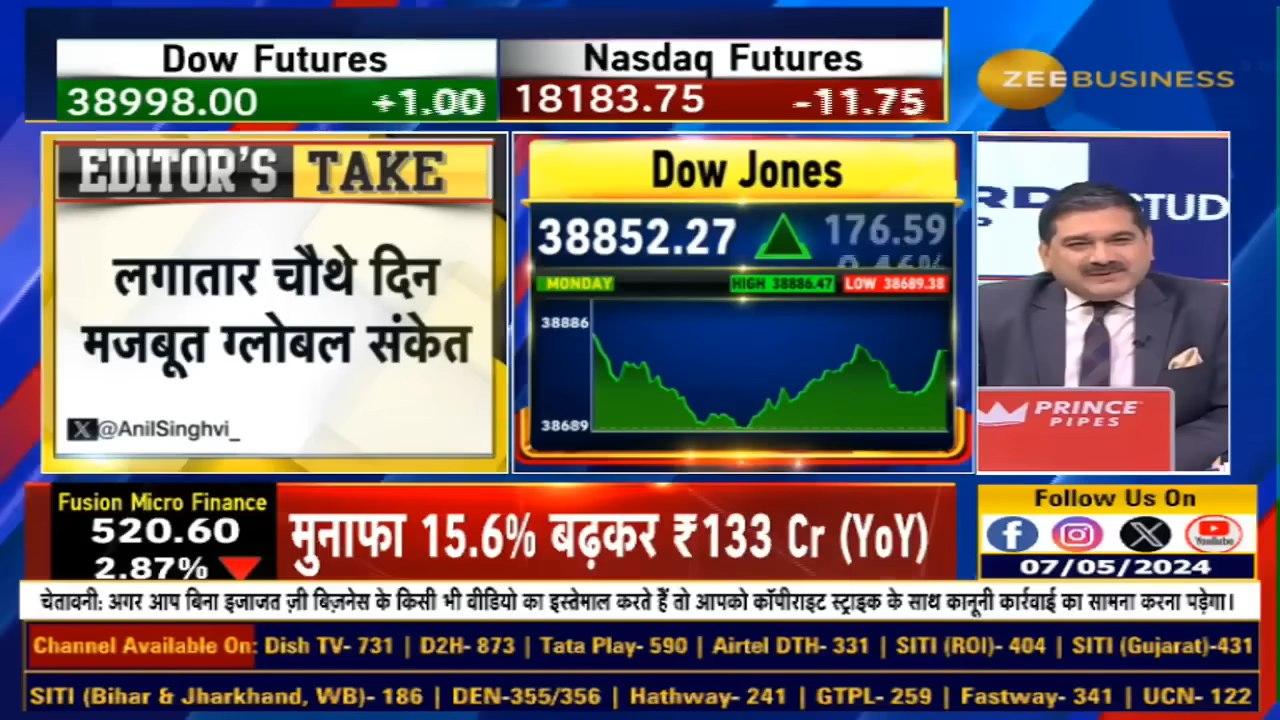 Dow Futures
38998.00 +1.00
Nasdaq Futures
18183.75 -11.75
ZEEBUSINESS
EDITOR'S TAKE
लगातार चौथे दिन
मजबूत ग्लोबल संकेत
X@AnilSinghvi_
Dow Jones
38852.27 176.59
MONDAY HIGH 38886.47 LOW 38689.38
38886
38689
TUD
PRINCE
PIPES
Fusion Micro Finance
520.60
2.87%
मुनाफा 15.6% बढ़कर ₹133 Cr (YoY)
Follow Us On
YouTube
07/05/2024
चेतावनी: अगर आप बिना इजाजत ज़ी बिज़नेस के किसी भी वीडियो का इस्तेमाल करते हैं तो आपको कॉपीराइट स्ट्राइक के साथ कानूनी कार्रवाई का सामना करना पड़ेगा।
Channel Available On: Dish TV- 731 | D2H- 873 | Tata Play- 590 | Airtel DTH- 331 | SITI (ROI)- 404 | SITI (Gujarat)-431
SITI (Bihar & Jharkhand, WB)- 186 | DEN-355/356 | Hathway- 241 | GTPL- 259 | Fastway- 341 | UCN- 122